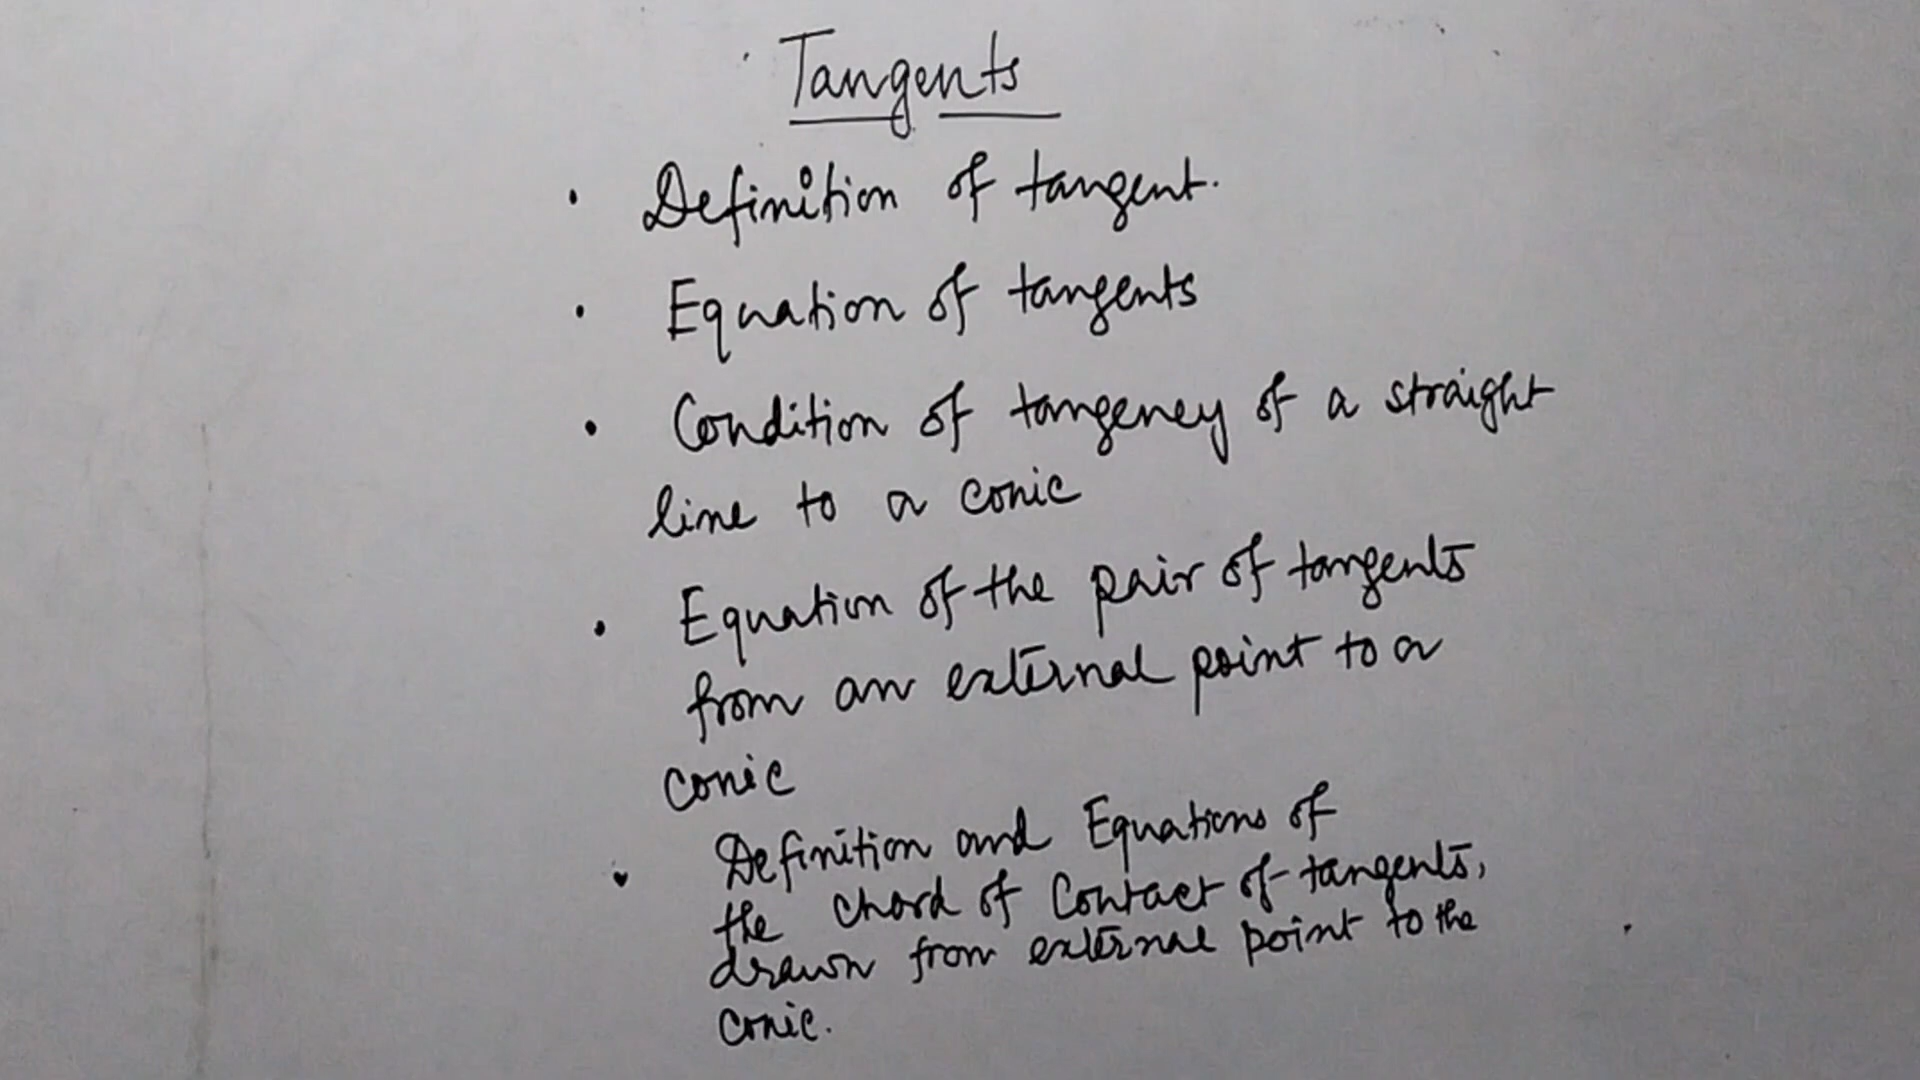 Tangents
• Definition of tangent.
• Equation of tangents
• Condition of tangency of a straight
line to a conic
• Equation of the pair of tangents
from an external point to a
conic
• Definition and Equations of
the chord of Contact of tangents,
drawn from external point to the
conic.